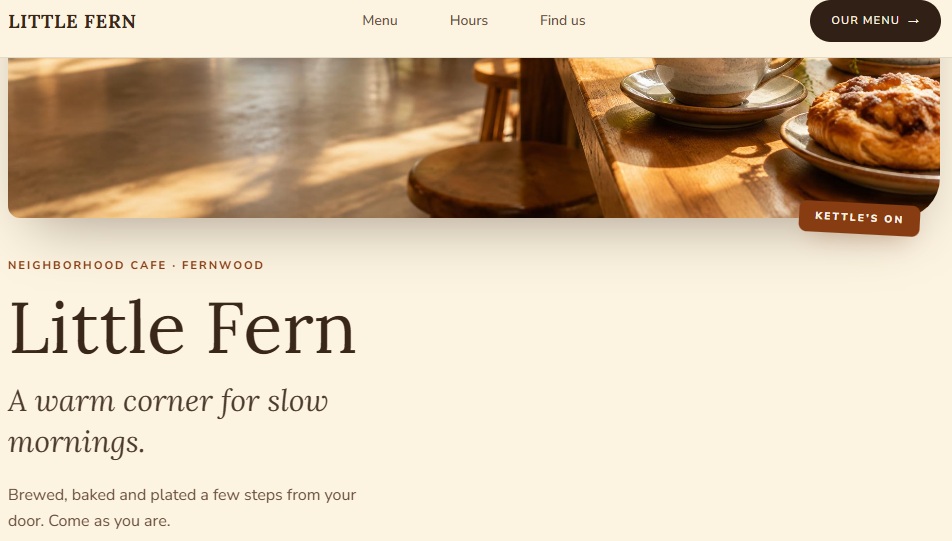 LITTLE FERN
Menu
Hours
Find us
OUR MENU →
KETTLE'S ON
NEIGHBORHOOD CAFE · FERNWOOD
Little Fern
A warm corner for slow
mornings.
Brewed, baked and plated a few steps from your
door. Come as you are.